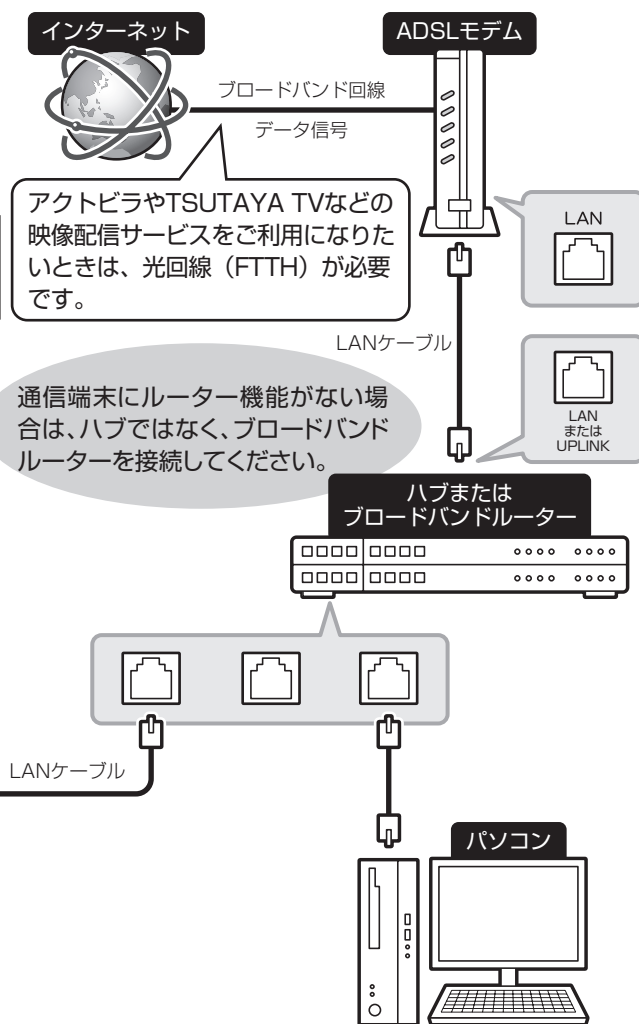 インターネット
ADSLモデム
ブロードバンド回線
データ信号
アクトビラやTSUTAYA TVなどの
映像配信サービスをご利用になりた
いときは、光回線（FTTH）が必要
です。
LAN
LANケーブル
LAN
または
UPLINK
通信端末にルーター機能がない場
合は、ハブではなく、ブロードバンド
ルーターを接続してください。
ハブまたは
ブロードバンドルーター
LANケーブル
パソコン